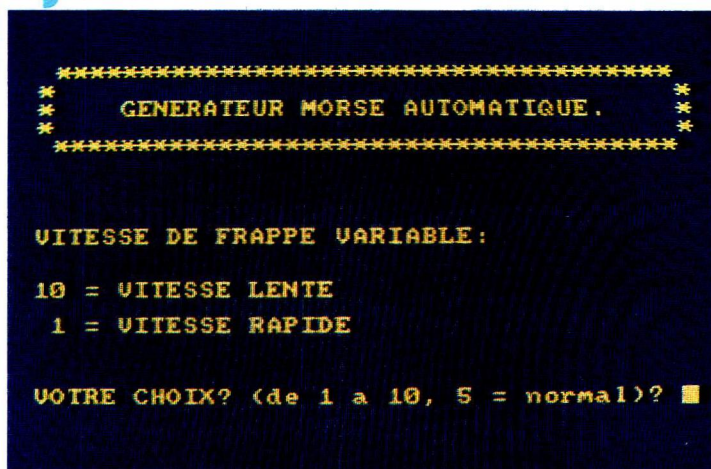 *************************************
* *
* GENERATEUR MORSE AUTOMATIQUE. *
* *
*************************************
VITESSE DE FRAPPE VARIABLE:
10 = VITESSE LENTE
1 = VITESSE RAPIDE
VOTRE CHOIX? (de 1 a 10, 5 = normal)?